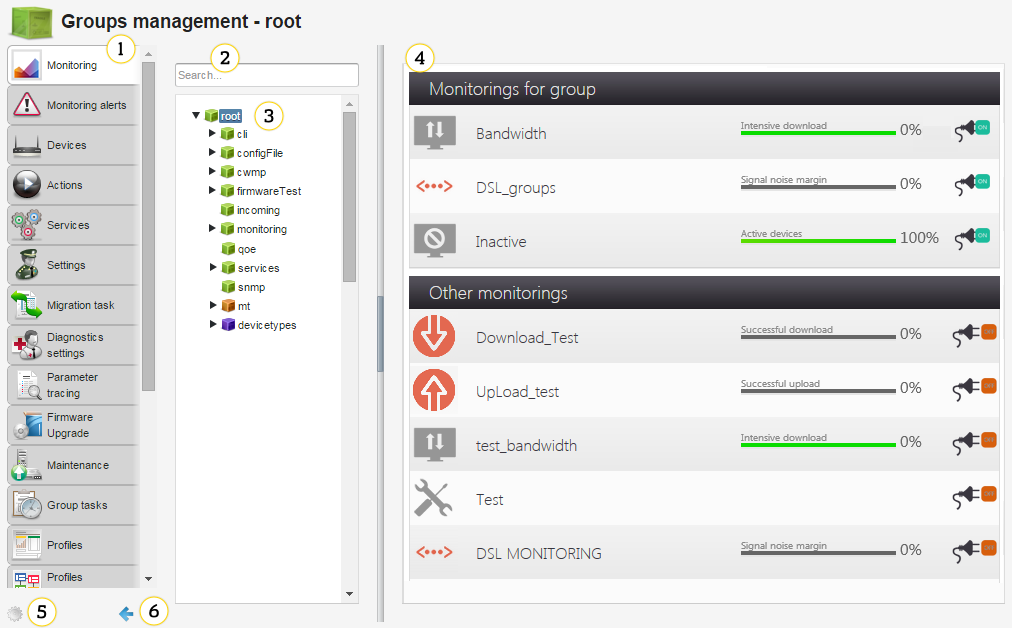 Groups management - root
1
Monitoring
Monitoring alerts
Devices
Actions
Services
Settings
Migration task
Diagnostics
settings
Parameter
tracing
Firmware
Upgrade
Maintenance
Group tasks
Profiles
Profiles
5
6
2
Search...
root
3
cli
configFile
cwmp
firmwareTest
incoming
monitoring
qoe
services
snmp
mt
devicetypes
4
Monitorings for group
Bandwidth
Intensive download
0%
ON
DSL_groups
Signal noise margin
0%
ON
Inactive
Active devices
100%
ON
Other monitorings
Download_Test
Successful download
0%
OFF
UpLoad_test
Successful upload
0%
OFF
test_bandwidth
Intensive download
0%
OFF
Test
OFF
DSL MONITORING
Signal noise margin
0%
OFF